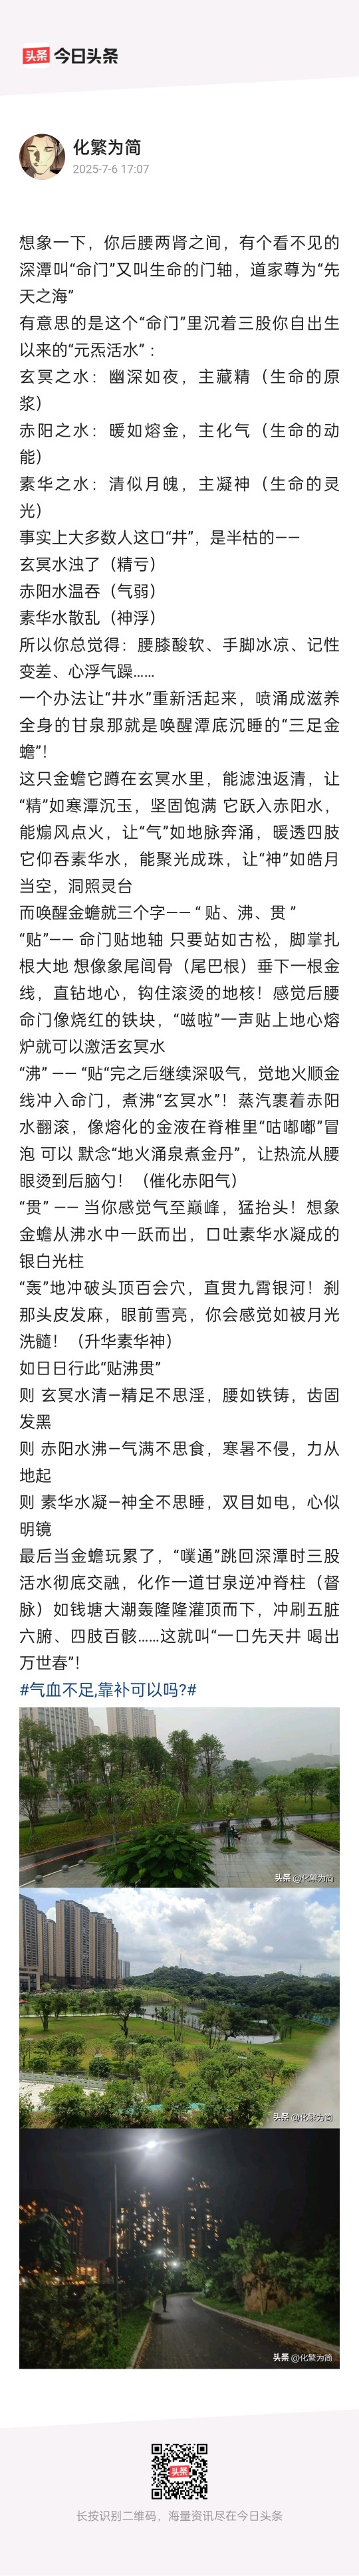 头条 今日头条
化繁为简
2025-7-6 17:07
想象一下，你后腰两肾之间，有个看不见的
深潭叫“命门”又叫生命的门轴，道家尊为“先
天之海”
有意思的是这个“命门”里沉着三股你自出生
以来的“元炁活水”：
玄冥之水：幽深如夜，主藏精（生命的原
浆）
赤阳之水：暖如熔金，主化气（生命的动
能）
素华之水：清似月魄，主凝神（生命的灵
光）
事实上大多数人这口“井”，是半枯的——
玄冥水浊了（精亏）
赤阳水温吞（气弱）
素华水散乱（神浮）
所以你总觉得：腰膝酸软、手脚冰凉、记性
变差、心浮气躁……
一个办法让“井水”重新活起来，喷涌成滋养
全身的甘泉那就是唤醒潭底沉睡的“三足金
蟾”！
这只金蟾它蹲在玄冥水里，能滤浊返清，让
“精”如寒潭沉玉，坚固饱满 它跃入赤阳水，
能煽风点火，让“气”如地脉奔涌，暖透四肢
它仰吞素华水，能聚光成珠，让“神”如皓月
当空，洞照灵台
而唤醒金蟾就三个字——“ 贴、沸、贯 ”
“贴”—— 命门贴地轴 只要站如古松，脚掌扎
根大地 想像象尾闾骨（尾巴根）垂下一根金
线，直钻地心，钩住滚烫的地核！感觉后腰
命门像烧红的铁块，“嗞啦”一声贴上地心熔
炉就可以激活玄冥水
“沸” —— “贴“完之后继续深吸气，觉地火顺金
线冲入命门，煮沸“玄冥水”！蒸汽裹着赤阳
水翻滚，像熔化的金液在脊椎里“咕嘟嘟”冒
泡 可以 默念“地火涌泉煮金丹”，让热流从腰
眼烫到后脑勺！（催化赤阳气）
“贯” —— 当你感觉气至巅峰，猛抬头！想象
金蟾从沸水中一跃而出，口吐素华水凝成的
银白光柱
“轰”地冲破头顶百会穴，直贯九霄银河！刹
那头皮发麻，眼前雪亮，你会感觉如被月光
洗髓！（升华素华神）
如日日行此“贴沸贯”
则 玄冥水清—精足不思淫，腰如铁铸，齿固
发黑
则 赤阳水沸—气满不思食，寒暑不侵，力从
地起
则 素华水凝—神全不思睡，双目如电，心似
明镜
最后当金蟾玩累了，“噗通”跳回深潭时三股
活水彻底交融，化作一道甘泉逆冲脊柱（督
脉）如钱塘大潮轰隆隆灌顶而下，冲刷五脏
六腑、四肢百骸……这就叫“一口先天井 喝出
万世春”！
#气血不足,靠补可以吗?#
头条 @化繁为简
头条 @化繁为简
头条 @化繁为简
头条
长按识别二维码，海量资讯尽在今日头条